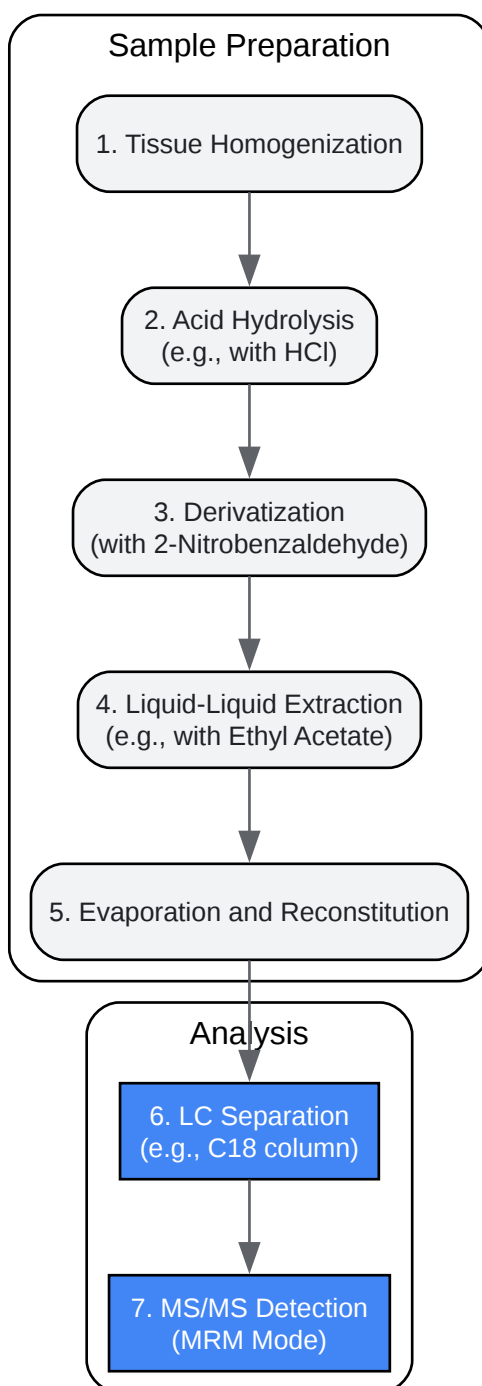 Sample Preparation
1. Tissue Homogenization
2. Acid Hydrolysis
(e.g., with HCl)
3. Derivatization
(with 2-Nitrobenzaldehyde)
4. Liquid-Liquid Extraction
(e.g., with Ethyl Acetate)
5. Evaporation and Reconstitution
Analysis
6. LC Separation
(e.g., C18 column)
7. MS/MS Detection
(MRM Mode)